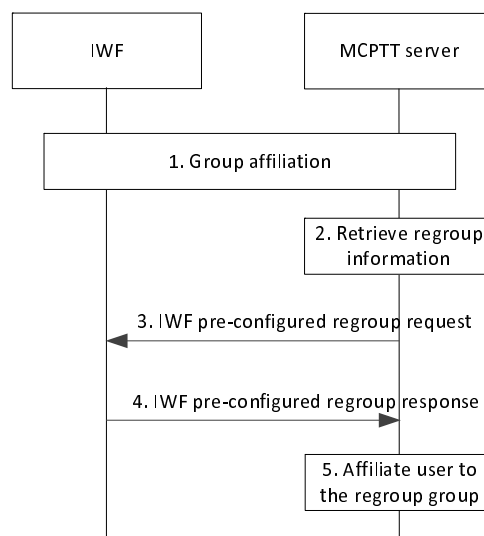 IWF
MCPTT server
1. Group affiliation
2. Retrieve regroup
information
3. IWF pre-configured regroup request
4. IWF pre-configured regroup response
5. Affiliate user to
the regroup group